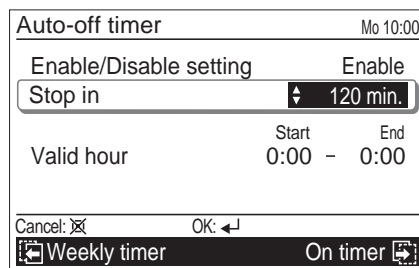 Auto-off timer Mo 10:00
Enable/Disable setting Enable
Stop in 120 min.
Start End
Valid hour 0:00 – 0:00
Cancel: OK:
Weekly timer On timer